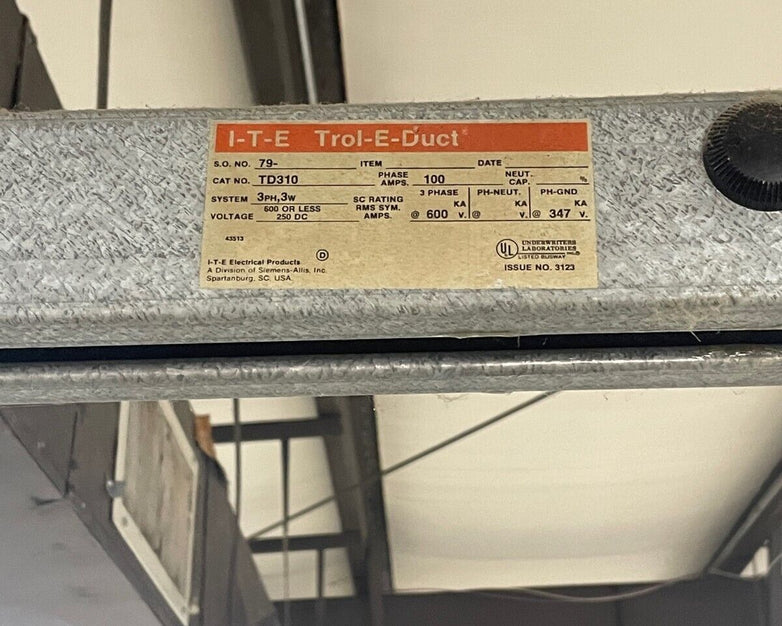 I-T-E Trol-E-Duct
S.O. NO. 79- ITEM DATE
CAT NO. TD310 PHASE AMPS. 100 NEUT. CAP. %
SYSTEM 3PH,3W SC RATING RMS SYM. AMPS. 3 PHASE KA @ 600 V. PH-NEUT. KA @ V. PH-GND KA @ 347 V.
VOLTAGE 600 OR LESS 250 DC
43513
I-T-E Electrical Products D
A Division of Siemens-Allis, Inc.
Spartanburg, SC. USA.
UL UNDERWRITERS LABORATORIES INC.®
LISTED BUSWAY
ISSUE NO. 3123